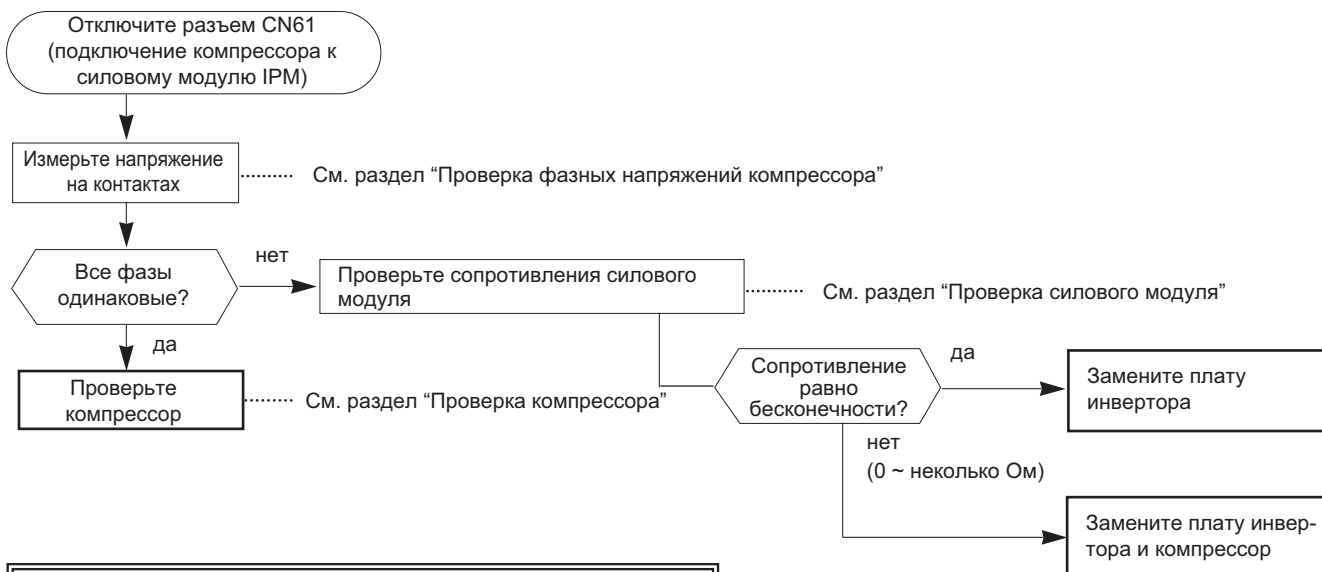 Отключите разъем CN61
(подключение компрессора к
силовому модулю IPM)
Измерьте напряжение
на контактах
См. раздел “Проверка фазных напряжений компрессора”
Все фазы
одинаковые?
нет
Проверьте сопротивления силового
модуля
См. раздел “Проверка силового модуля”
да
Проверьте
компрессор
См. раздел “Проверка компрессора”
Сопротивление
равно
бесконечности?
да
Замените плату
инвертора
нет
(0 ~ неколько Ом)
Замените плату инвер-
тора и компрессор